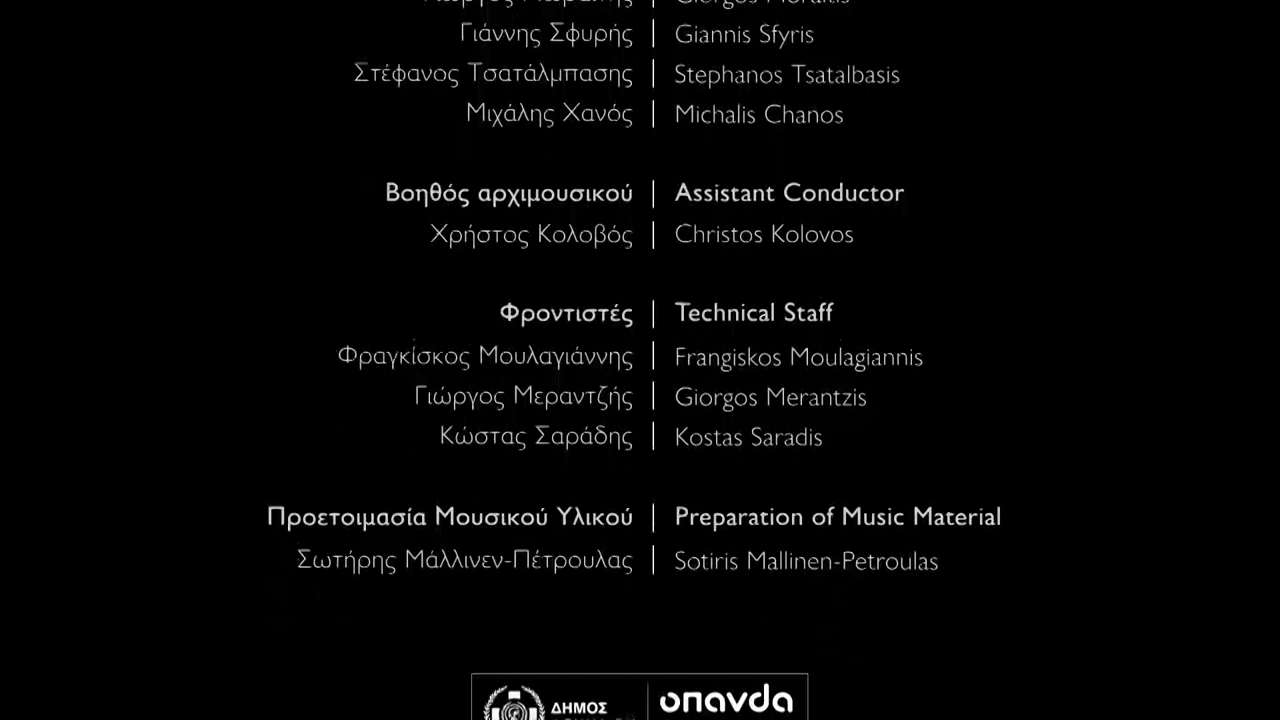 Γιάννης Σφυρής | Giannis Sfyris
Στέφανος Τσατάλμπασης | Stephanos Tsatalbasis
Μιχάλης Χανός | Michalis Chanos
Βοηθός αρχιμουσικού | Assistant Conductor
Χρήστος Κολοβός | Christos Kolovos
Φροντιστές | Technical Staff
Φραγκίσκος Μουλαγιάννης | Frangiskos Moulagiannis
Γιώργος Μεραντζής | Giorgos Merantzis
Κώστας Σαράδης | Kostas Saradis
Προετοιμασία Μουσικού Υλικού | Preparation of Music Material
Σωτήρης Μάλλινεν-Πέτρουλας | Sotiris Mallinen-Petroulas
ΔΗΜΟΣ | οπανda